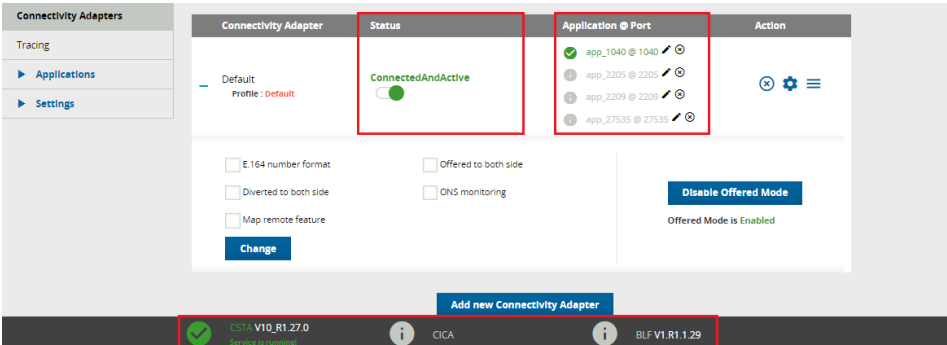 Connectivity Adapters
Tracing
Applications
Settings
Connectivity Adapter Status Application @ Port Action
Default
Profile : Default
ConnectedAndActive
app_1040 @ 1040
app_2205 @ 2205
app_2209 @ 2209
app_27535 @ 27535
E.164 number format Offered to both side
Diverted to both side ONS monitoring
Map remote feature
Change
Disable Offered Mode
Offered Mode is Enabled
Add new Connectivity Adapter
CSTA V10_R1.27.0
Service is running!
CICA
BLF V1.R1.1.29